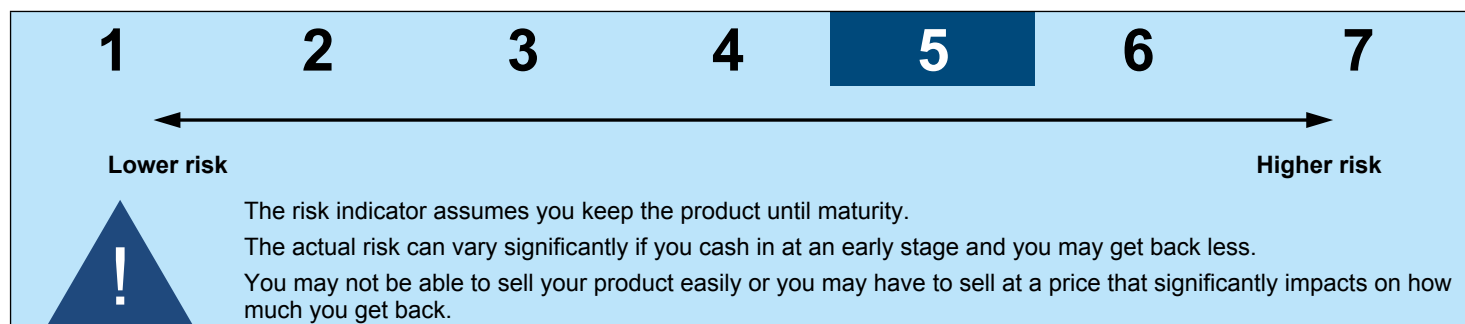 1 2 3 4 5 6 7
Lower risk Higher risk
!
The risk indicator assumes you keep the product until maturity.
The actual risk can vary significantly if you cash in at an early stage and you may get back less.
You may not be able to sell your product easily or you may have to sell at a price that significantly impacts on how
much you get back.